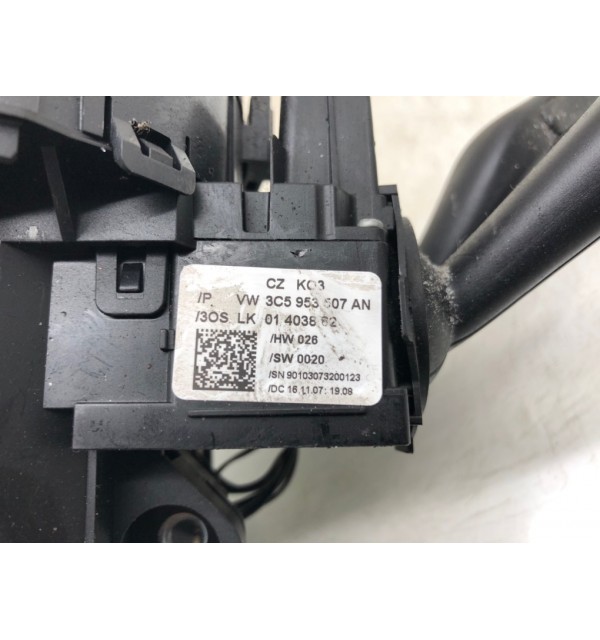 CZ KO3
/P VW 3C5 953 507 AN
/3OS LK 01 4038 62
/HW 026
/SW 0020
/SN 90103073200123
/DC 16.11.07; 19:09